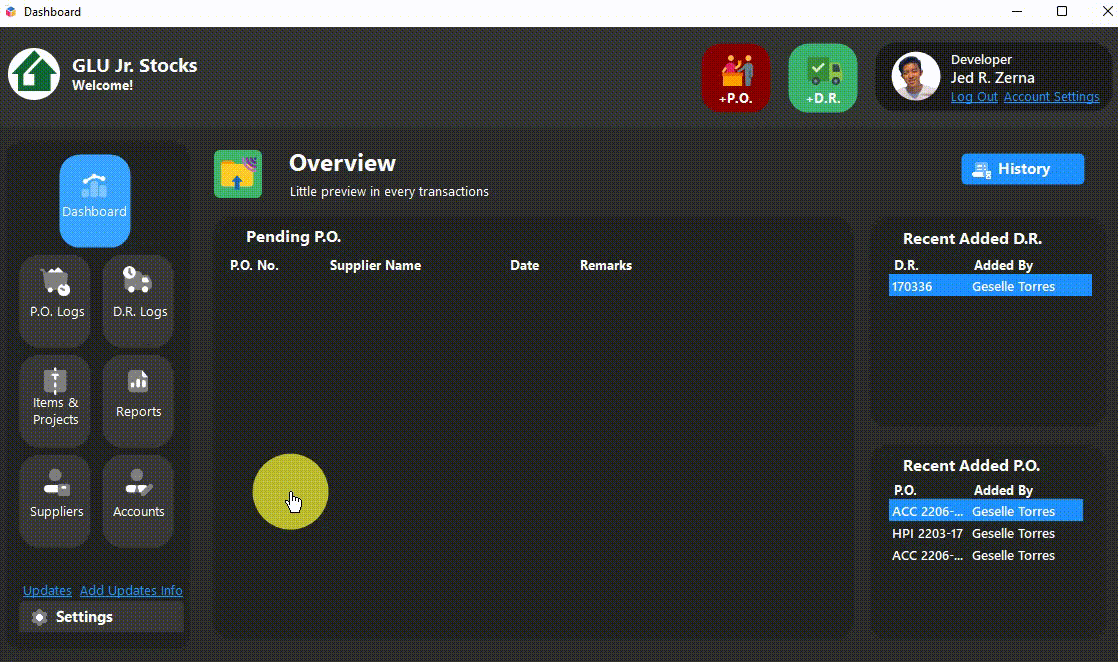 Dashboard
GLU Jr. Stocks
Welcome!
+P.O.
+D.R.
Developer
Jed R. Zerna
Log Out Account Settings
Dashboard
P.O. Logs
D.R. Logs
Items &
Projects
Reports
Suppliers
Accounts
Updates Add Updates Info
Settings
Overview
Little preview in every transactions
History
Pending P.O.
P.O. No. Supplier Name Date Remarks
Recent Added D.R.
D.R. Added By
170336 Geselle Torres
Recent Added P.O.
P.O. Added By
ACC 2206-... Geselle Torres
HPI 2203-17 Geselle Torres
ACC 2206-... Geselle Torres